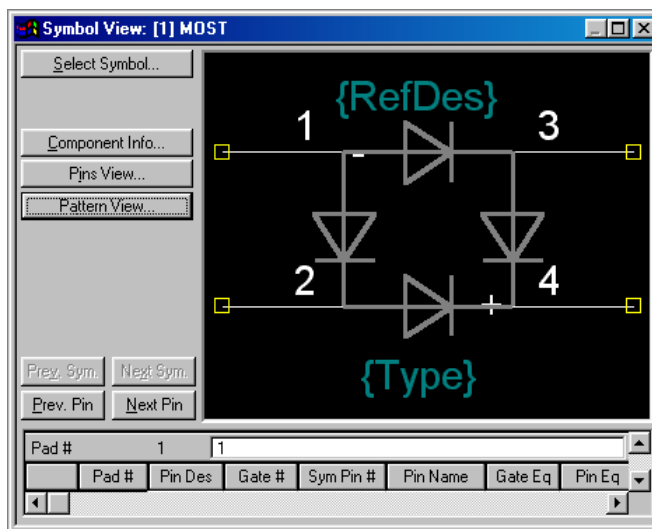 Symbol View: [1] MOST
Select Symbol...
{RefDes}
1 3
Component Info...
-
Pins View...
Pattern View...
2 4
+
{Type}
Prev. Sym. Next Sym.
Prev. Pin Next Pin
Pad # 1 1
Pad # Pin Des Gate # Sym Pin # Pin Name Gate Eq Pin Eq